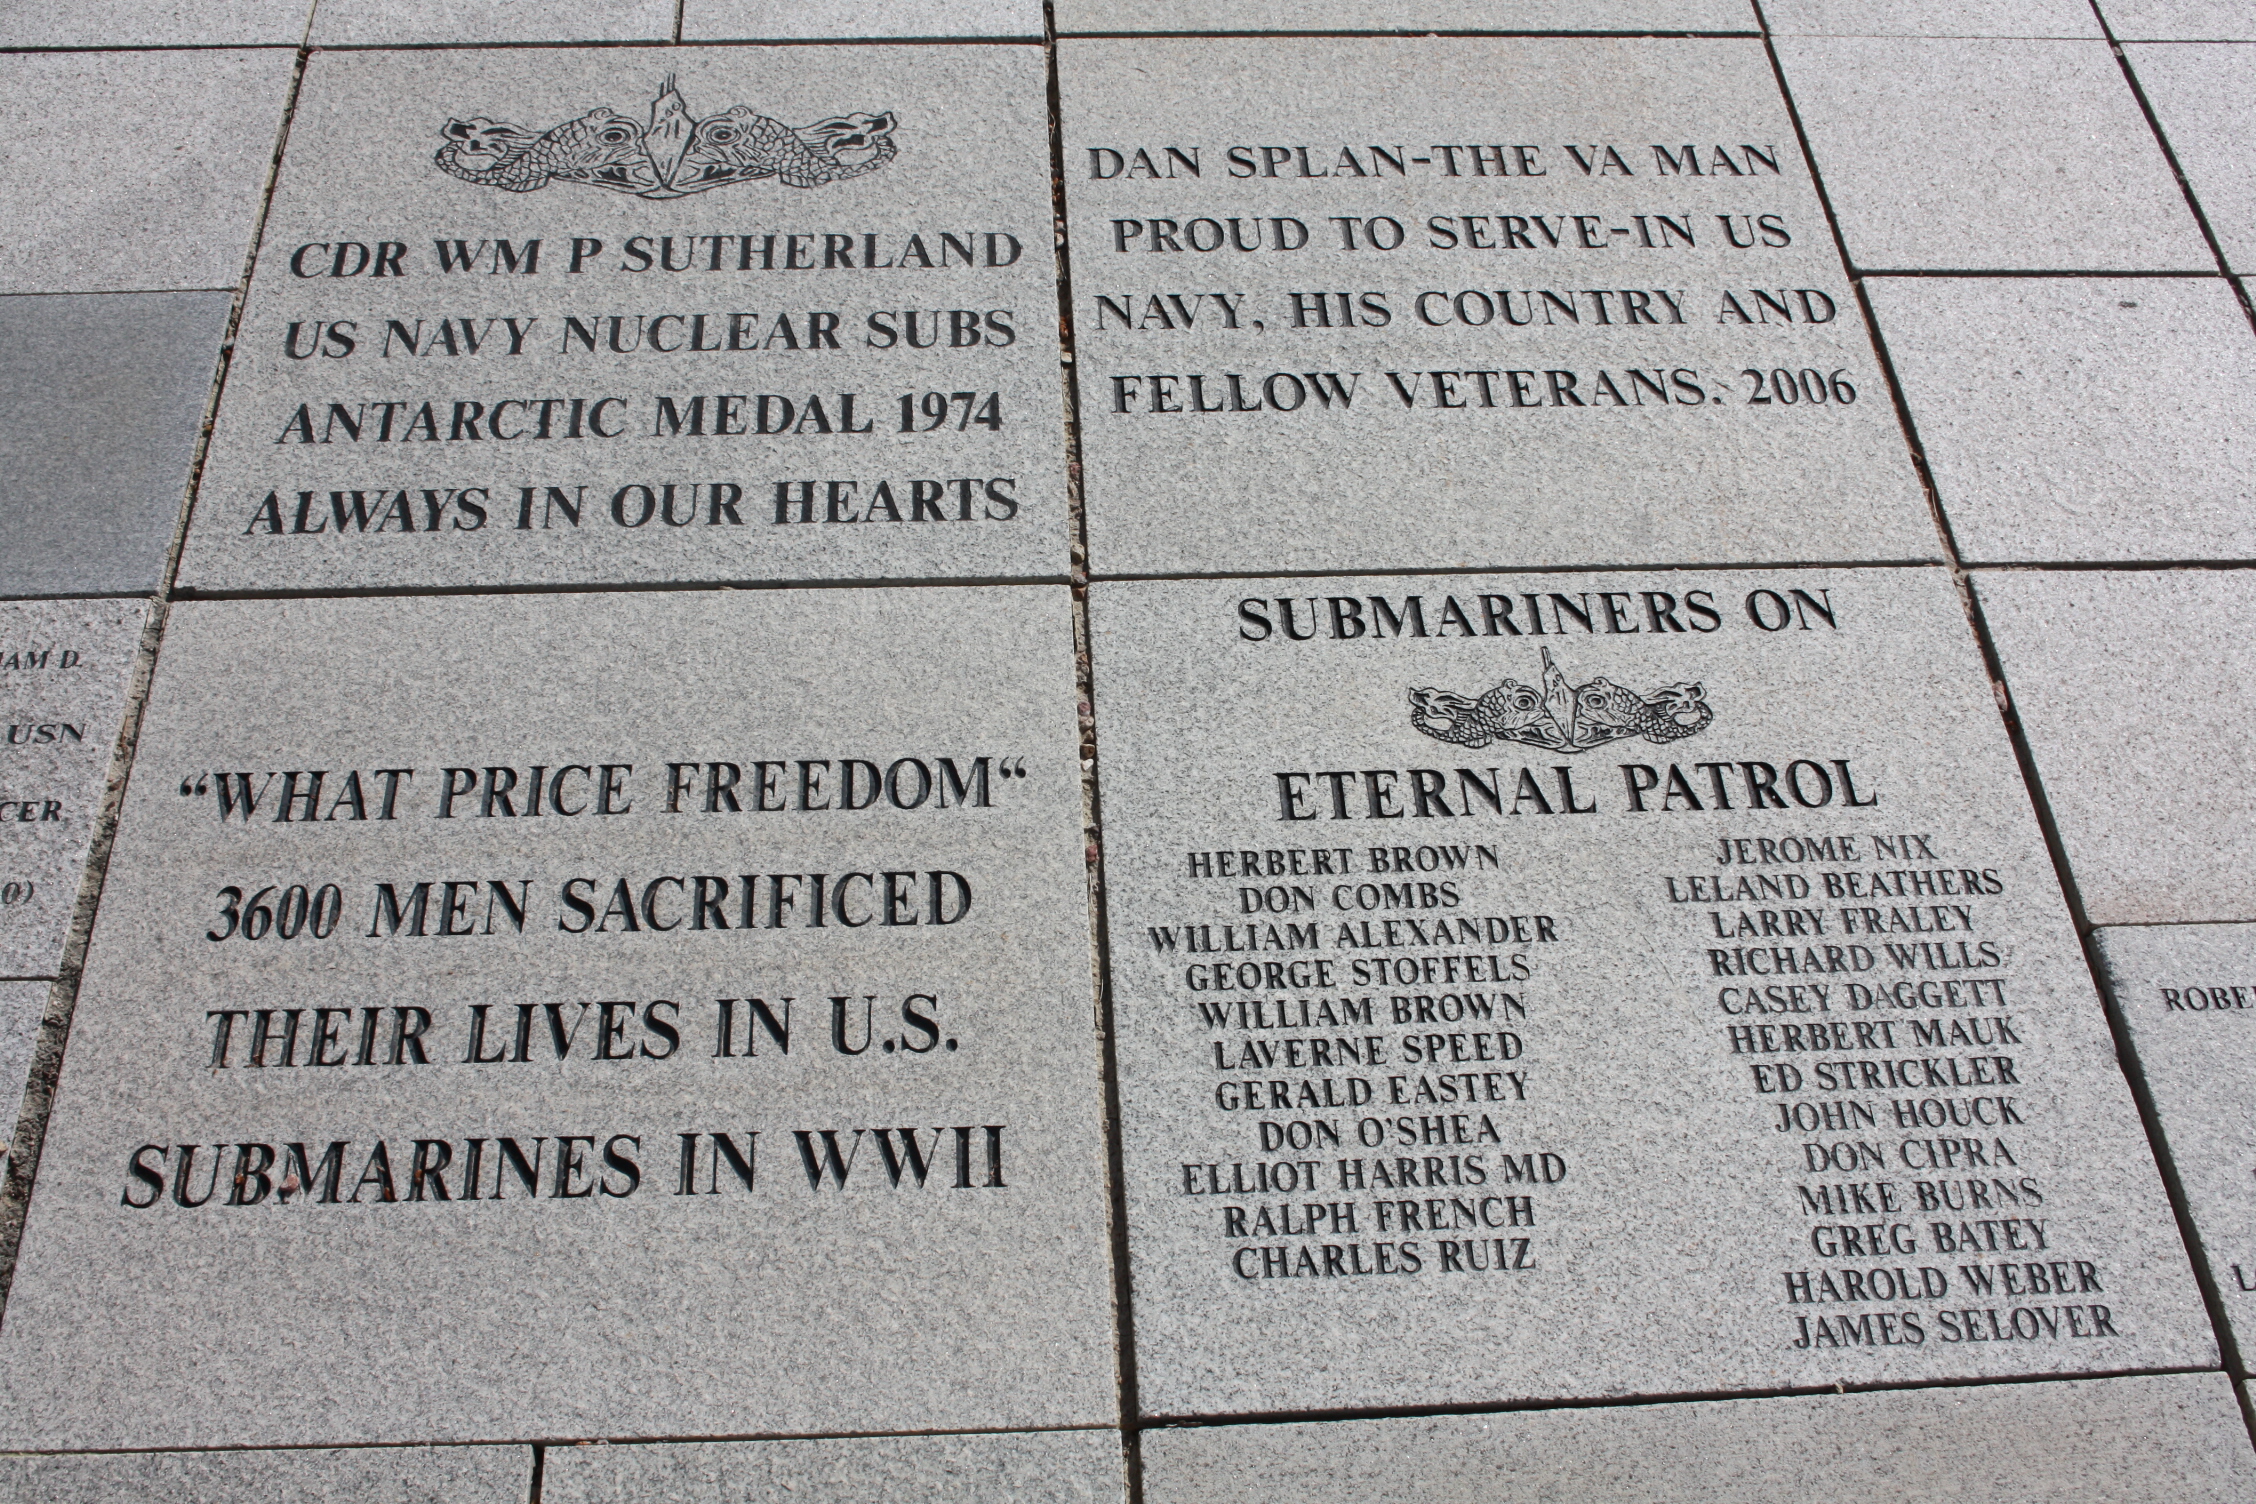 CDR WM P SUTHERLAND
US NAVY NUCLEAR SUBS
ANTARCTIC MEDAL 1974
ALWAYS IN OUR HEARTS
DAN SPLAN-THE VA MAN
PROUD TO SERVE-IN US
NAVY, HIS COUNTRY AND
FELLOW VETERANS. 2006
D.
USN
0)
“WHAT PRICE FREEDOM“
3600 MEN SACRIFICED
THEIR LIVES IN U.S.
SUBMARINES IN WWII
SUBMARINERS ON
ETERNAL PATROL
HERBERT BROWN
DON COMBS
WILLIAM ALEXANDER
GEORGE STOFFELS
WILLIAM BROWN
LAVERNE SPEED
GERALD EASTEY
DON O'SHEA
ELLIOT HARRIS MD
RALPH FRENCH
CHARLES RUIZ
JEROME NIX
LELAND BEATHERS
LARRY FRALEY
RICHARD WILLS
CASEY DAGGETT
HERBERT MAUK
ED STRICKLER
JOHN HOUCK
DON CIPRA
MIKE BURNS
GREG BATEY
HAROLD WEBER
JAMES SELOVER